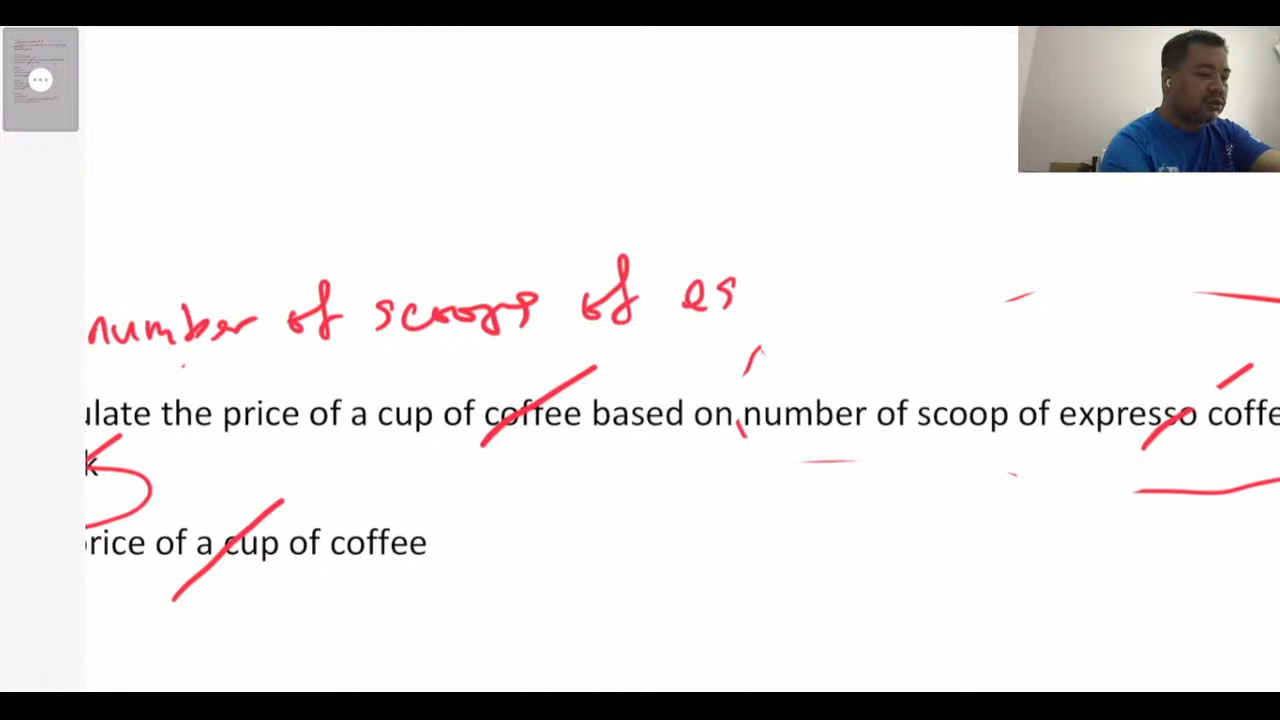 number of scoops of es
ulate the price of a cup of coffee based on number of scoop of expresso coffe
k
rice of a cup of coffee